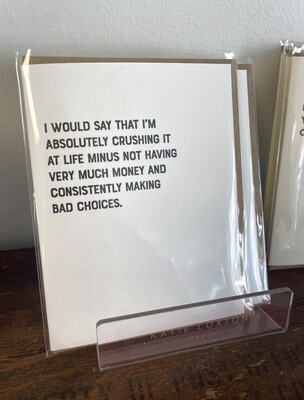 I WOULD SAY THAT I'M
ABSOLUTELY CRUSHING IT
AT LIFE MINUS NOT HAVING
VERY MUCH MONEY AND
CONSISTENTLY MAKING
BAD CHOICES.
KATIE LOXTON